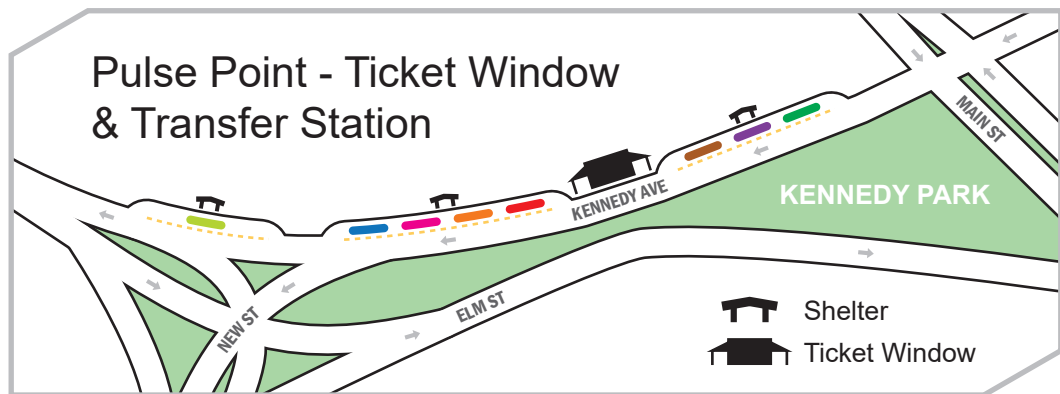 Pulse Point - Ticket Window
& Transfer Station
MAIN ST
KENNEDY PARK
KENNEDY AVE
NEW ST
ELM ST
Shelter
Ticket Window